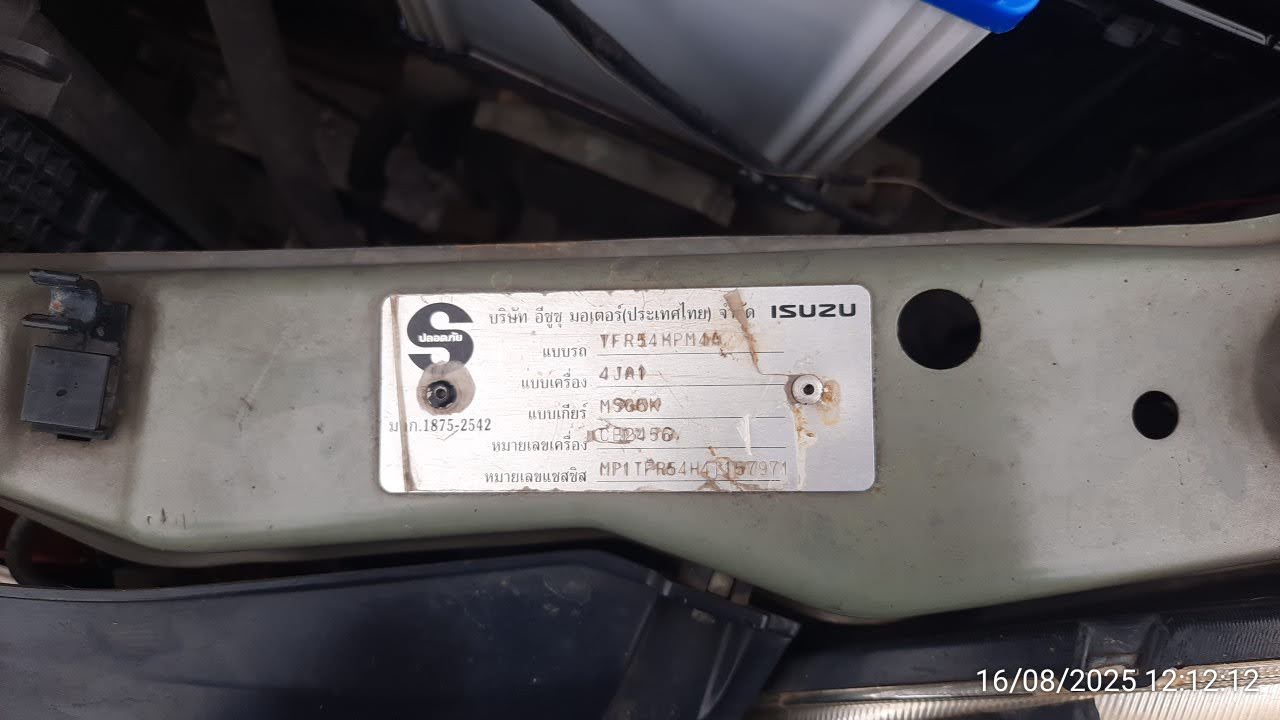 บริษัท อีซูซุ มอเตอร์(ประเทศไทย) จำกัด ISUZU
ปลอดภัย
แบบรถ
แบบเครื่อง 4JA1
แบบเกียร์
มอก.1875-2542
หมายเลขเครื่อง
หมายเลขแชสซิส
16/08/2025 12:12:12